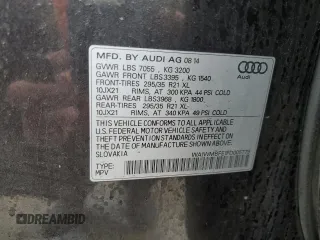 MFD. BY AUDI AG 08 14
GVWR LBS 7055 , KG 3200
GAWR FRONT LBS3395 , KG 1540
FRONT-TIRES: 295/35 R21 XL
10JX21 RIMS, AT 300 KPA 44 PSI COLD
GAWR REAR LBS3968 , KG 1800
REAR-TIRES: 295/35 R21 XL
10JX21 RIMS, AT 340 KPA 49 PSI COLD
THIS VEHICLE CONFORMS TO ALL APPLICABLE
U.S. FEDERAL MOTOR VEHICLE SAFETY AND
THEFT PREVENTION STANDARDS IN EFFECT ON
THE DATE OF MANUFACTURE SHOWN ABOVE.
SLOVAKIA
TYPE:
MPV
Audi
DREAMBID